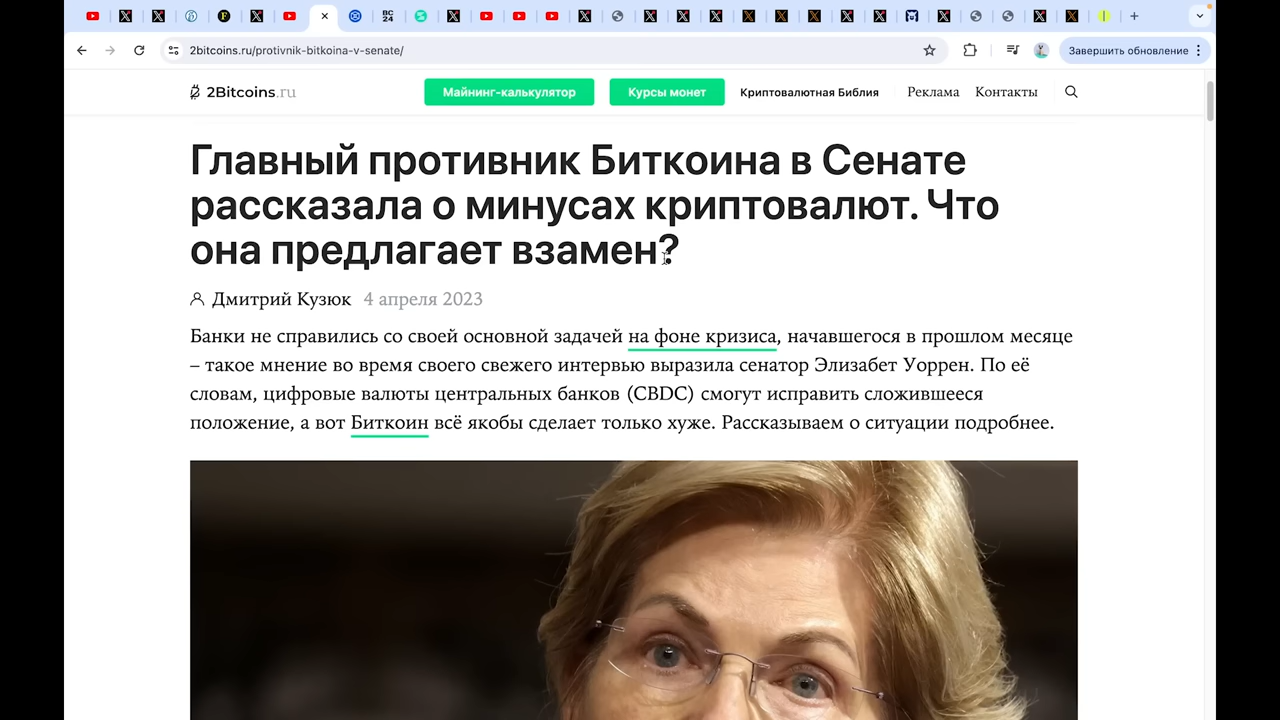 BC
24
2bitcoins.ru/protivnik-bitkoina-v-senate/
Завершить обновление
2Bitcoins.ru
Майнинг-калькулятор
Курсы монет
Криптовалютная Библия
Реклама
Контакты
Главный противник Биткоина в Сенате
рассказала о минусах криптовалют. Что
она предлагает взамен?
Дмитрий Кузюк 4 апреля 2023
Банки не справились со своей основной задачей на фоне кризиса, начавшегося в прошлом месяце
– такое мнение во время своего свежего интервью выразила сенатор Элизабет Уоррен. По её
словам, цифровые валюты центральных банков (CBDC) смогут исправить сложившееся
положение, а вот Биткоин всё якобы сделает только хуже. Рассказываем о ситуации подробнее.